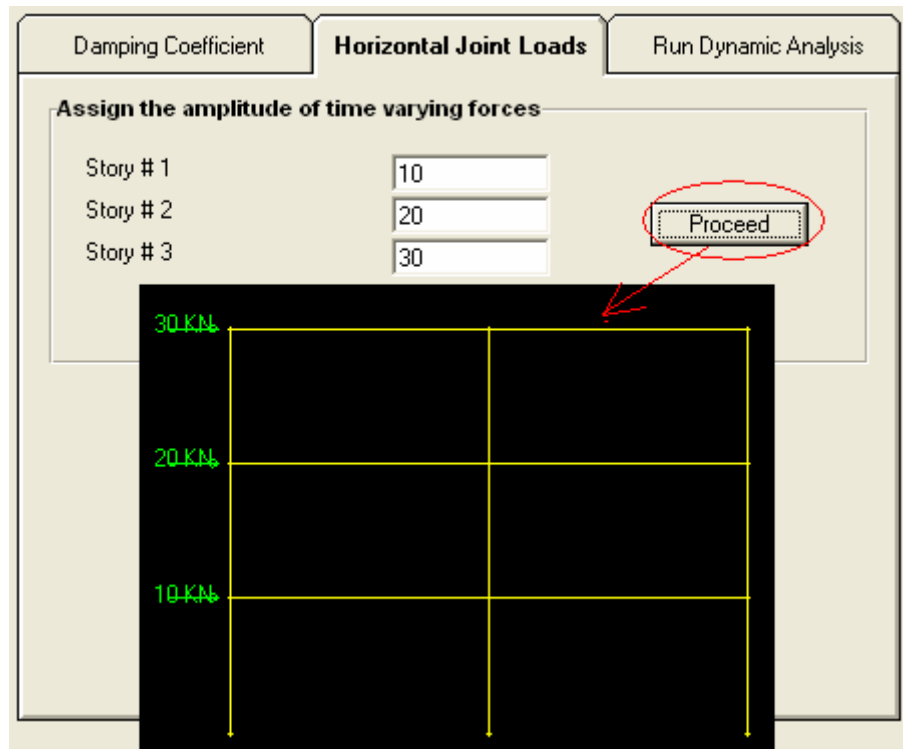 Damping Coefficient
Horizontal Joint Loads
Run Dynamic Analysis
Assign the amplitude of time varying forces
Story # 1
10
Story # 2
20
Story # 3
30
Proceed
30 KN
20 KN
10 KN